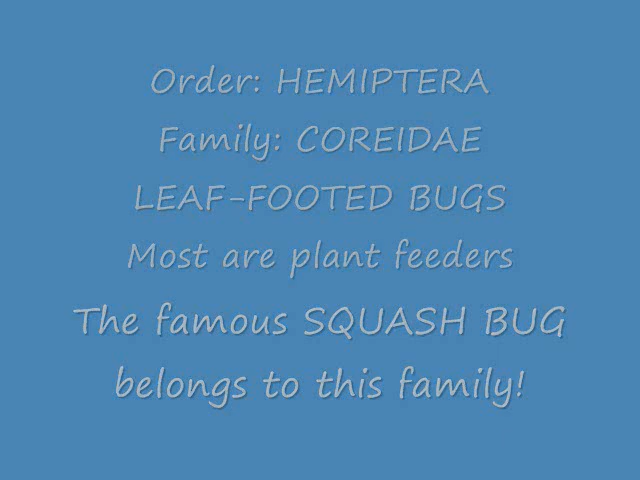 Order: HEMIPTERA
Family: COREIDAE
LEAF-FOOTED BUGS
Most are plant feeders
The famous SQUASH BUG
belongs to this family!